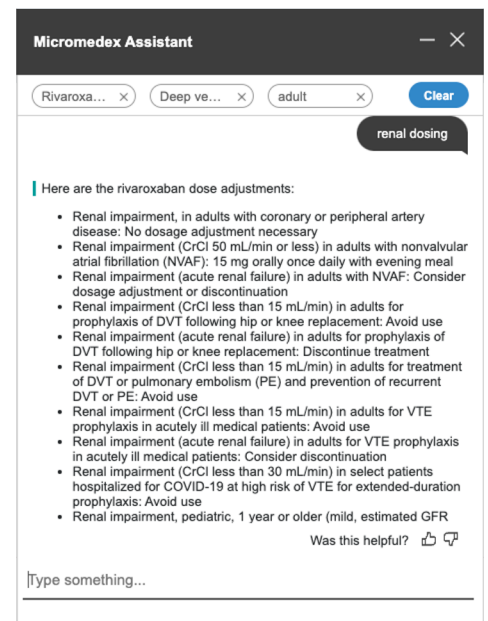 Micromedex Assistant
Rivaroxa...
Deep ve...
adult
Clear
renal dosing
Here are the rivaroxaban dose adjustments:
• Renal impairment, in adults with coronary or peripheral artery
disease: No dosage adjustment necessary
• Renal impairment (CrCl 50 mL/min or less) in adults with nonvalvular
atrial fibrillation (NVAF): 15 mg orally once daily with evening meal
• Renal impairment (acute renal failure) in adults with NVAF: Consider
dosage adjustment or discontinuation
• Renal impairment (CrCl less than 15 mL/min) in adults for
prophylaxis of DVT following hip or knee replacement: Avoid use
• Renal impairment (acute renal failure) in adults for prophylaxis of
DVT following hip or knee replacement: Discontinue treatment
• Renal impairment (CrCl less than 15 mL/min) in adults for treatment
of DVT or pulmonary embolism (PE) and prevention of recurrent
DVT or PE: Avoid use
• Renal impairment (CrCl less than 15 mL/min) in adults for VTE
prophylaxis in acutely ill medical patients: Avoid use
• Renal impairment (acute renal failure) in adults for VTE prophylaxis
in acutely ill medical patients: Consider discontinuation
• Renal impairment (CrCl less than 30 mL/min) in select patients
hospitalized for COVID-19 at high risk of VTE for extended-duration
prophylaxis: Avoid use
• Renal impairment, pediatric, 1 year or older (mild, estimated GFR
Was this helpful?
Type something...